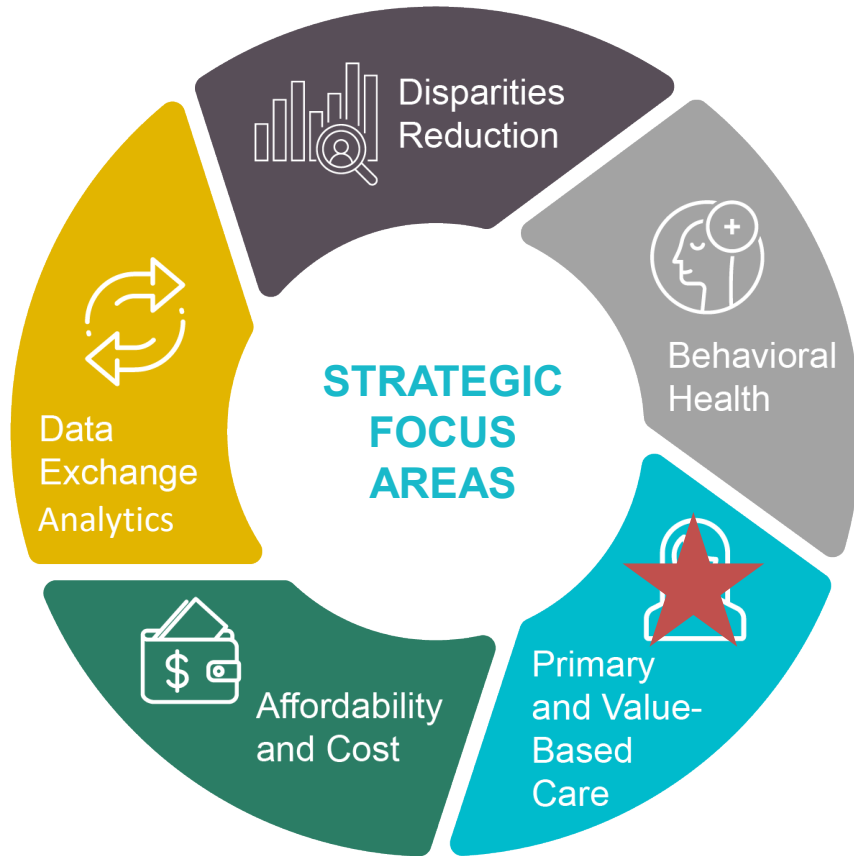 Disparities
Reduction
Behavioral
Health
STRATEGIC
FOCUS
AREAS
Data
Exchange
Analytics
$
Affordability
and Cost
Primary
and Value-
Based
Care